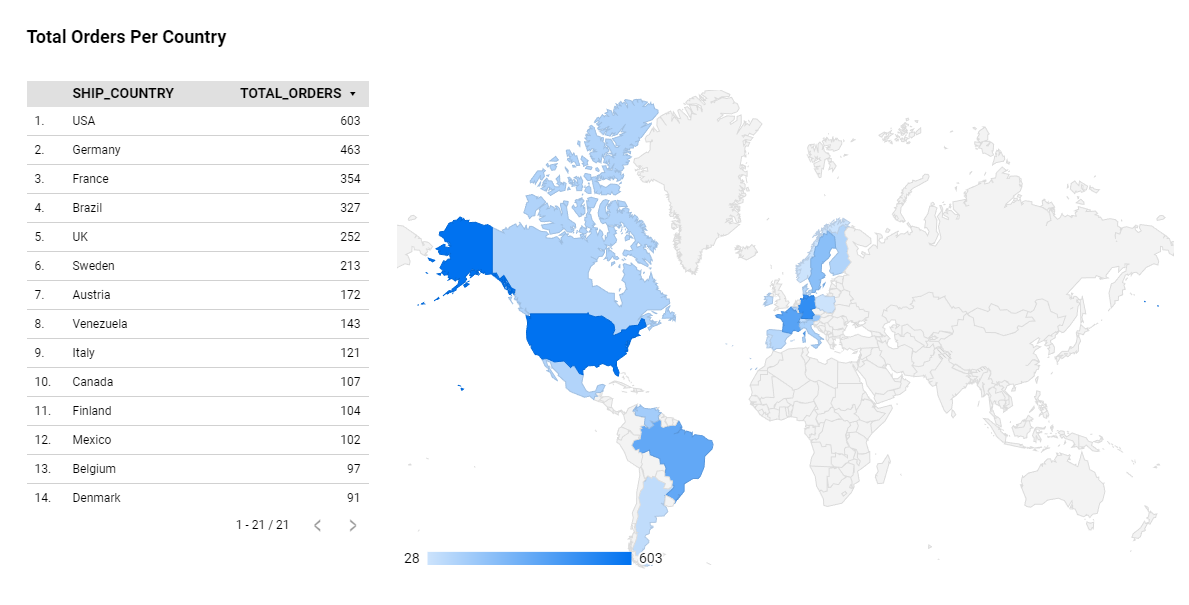 Total Orders Per Country
SHIP_COUNTRY TOTAL_ORDERS
1. USA 603
2. Germany 463
3. France 354
4. Brazil 327
5. UK 252
6. Sweden 213
7. Austria 172
8. Venezuela 143
9. Italy 121
10. Canada 107
11. Finland 104
12. Mexico 102
13. Belgium 97
14. Denmark 91
1 - 21 / 21
28 603